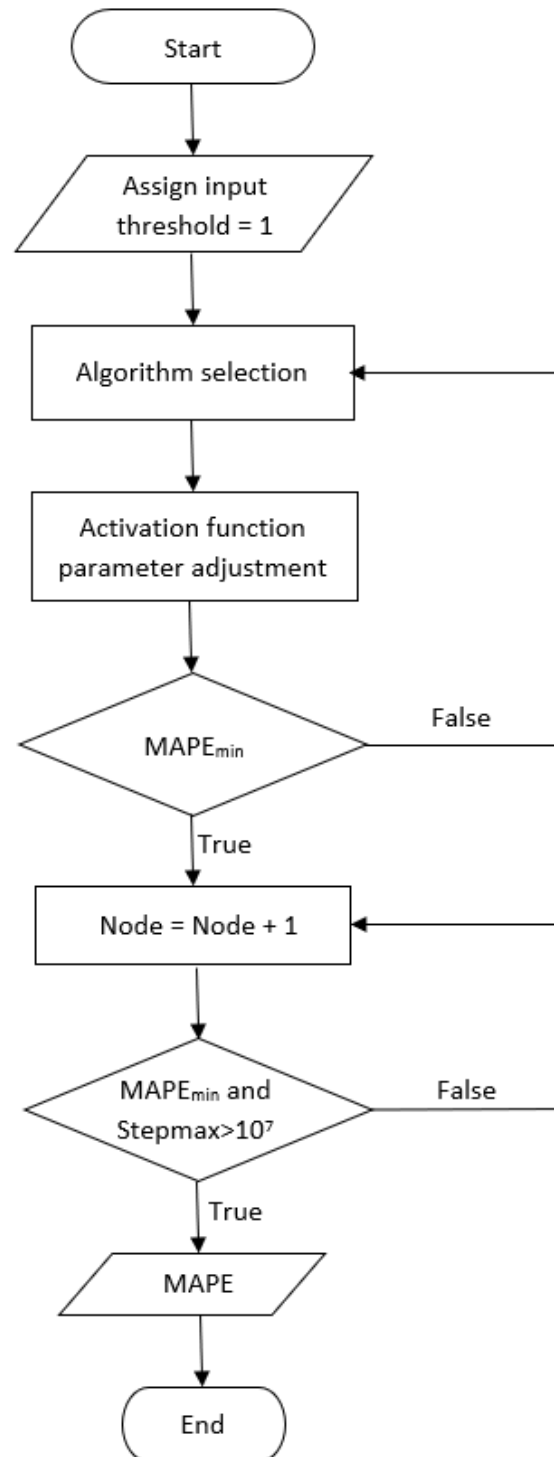 Start
Assign input
threshold = 1
Algorithm selection
Activation function
parameter adjustment
MAPEₘᵢₙ
False
True
Node = Node + 1
MAPEₘᵢₙ and
Stepmax>10⁷
False
True
MAPE
End